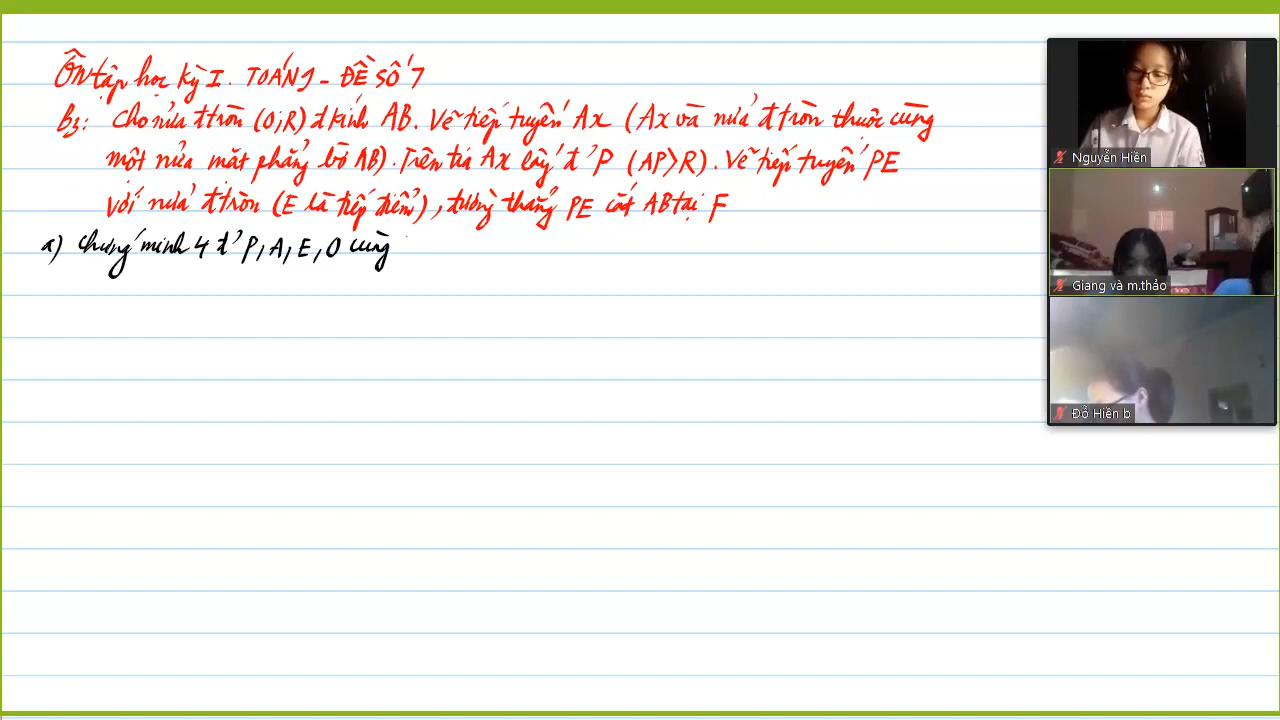 Ôn tập học kỳ I. TOÁN 9 - ĐỀ SỐ 7
b3: Cho nửa đtròn (O;R) đkính AB. Vẽ tiếp tuyến Ax (Ax và nửa đtròn thuộc cùng
một nửa mặt phẳng bờ AB). Trên tia Ax lấy đ' P (AP>R). Vẽ tiếp tuyến PE
với nửa đtròn (E là tiếp điểm), đường thẳng PE cắt AB tại F
a) Chứng minh 4 đ' P, A, E, O cùng
Nguyễn Hiền
Giang và m.thảo
Đỗ Hiền b